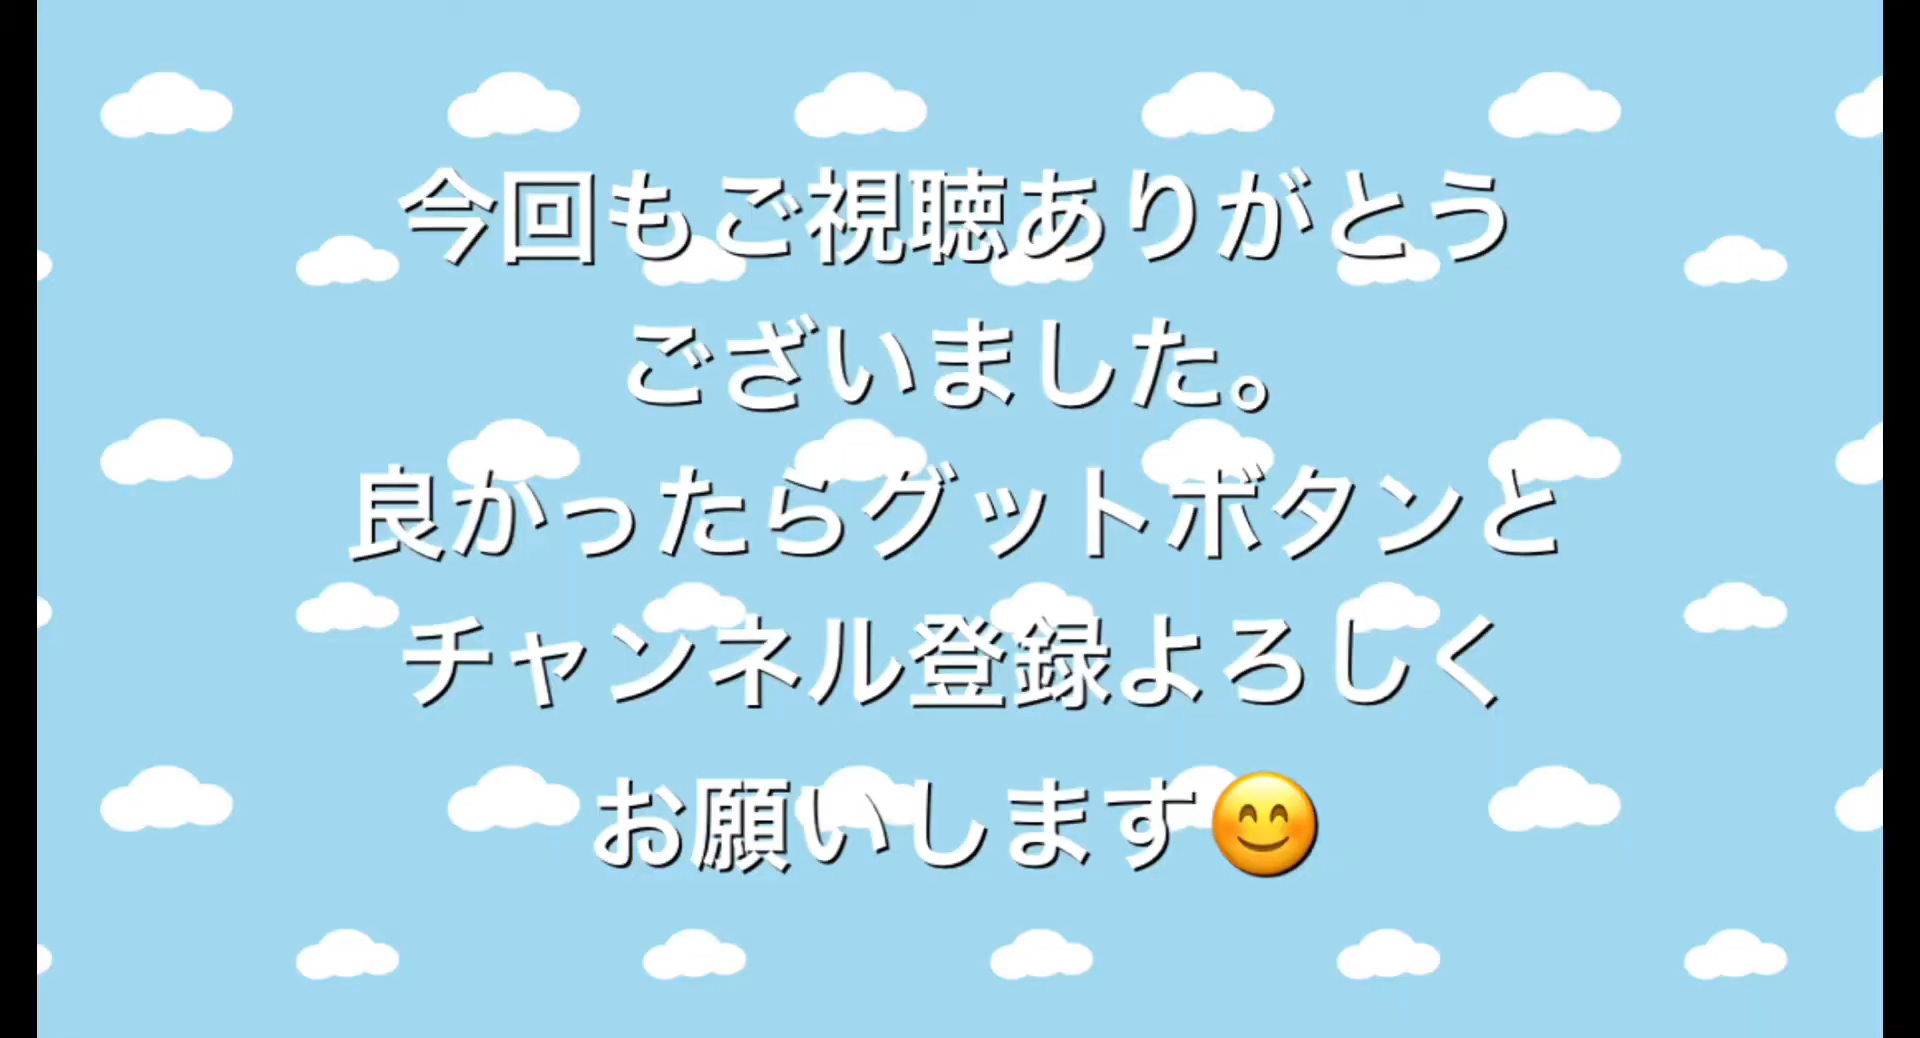 今回もご視聴ありがとう
ございました。
良かったらグットボタンと
チャンネル登録よろしく
お願いします😊